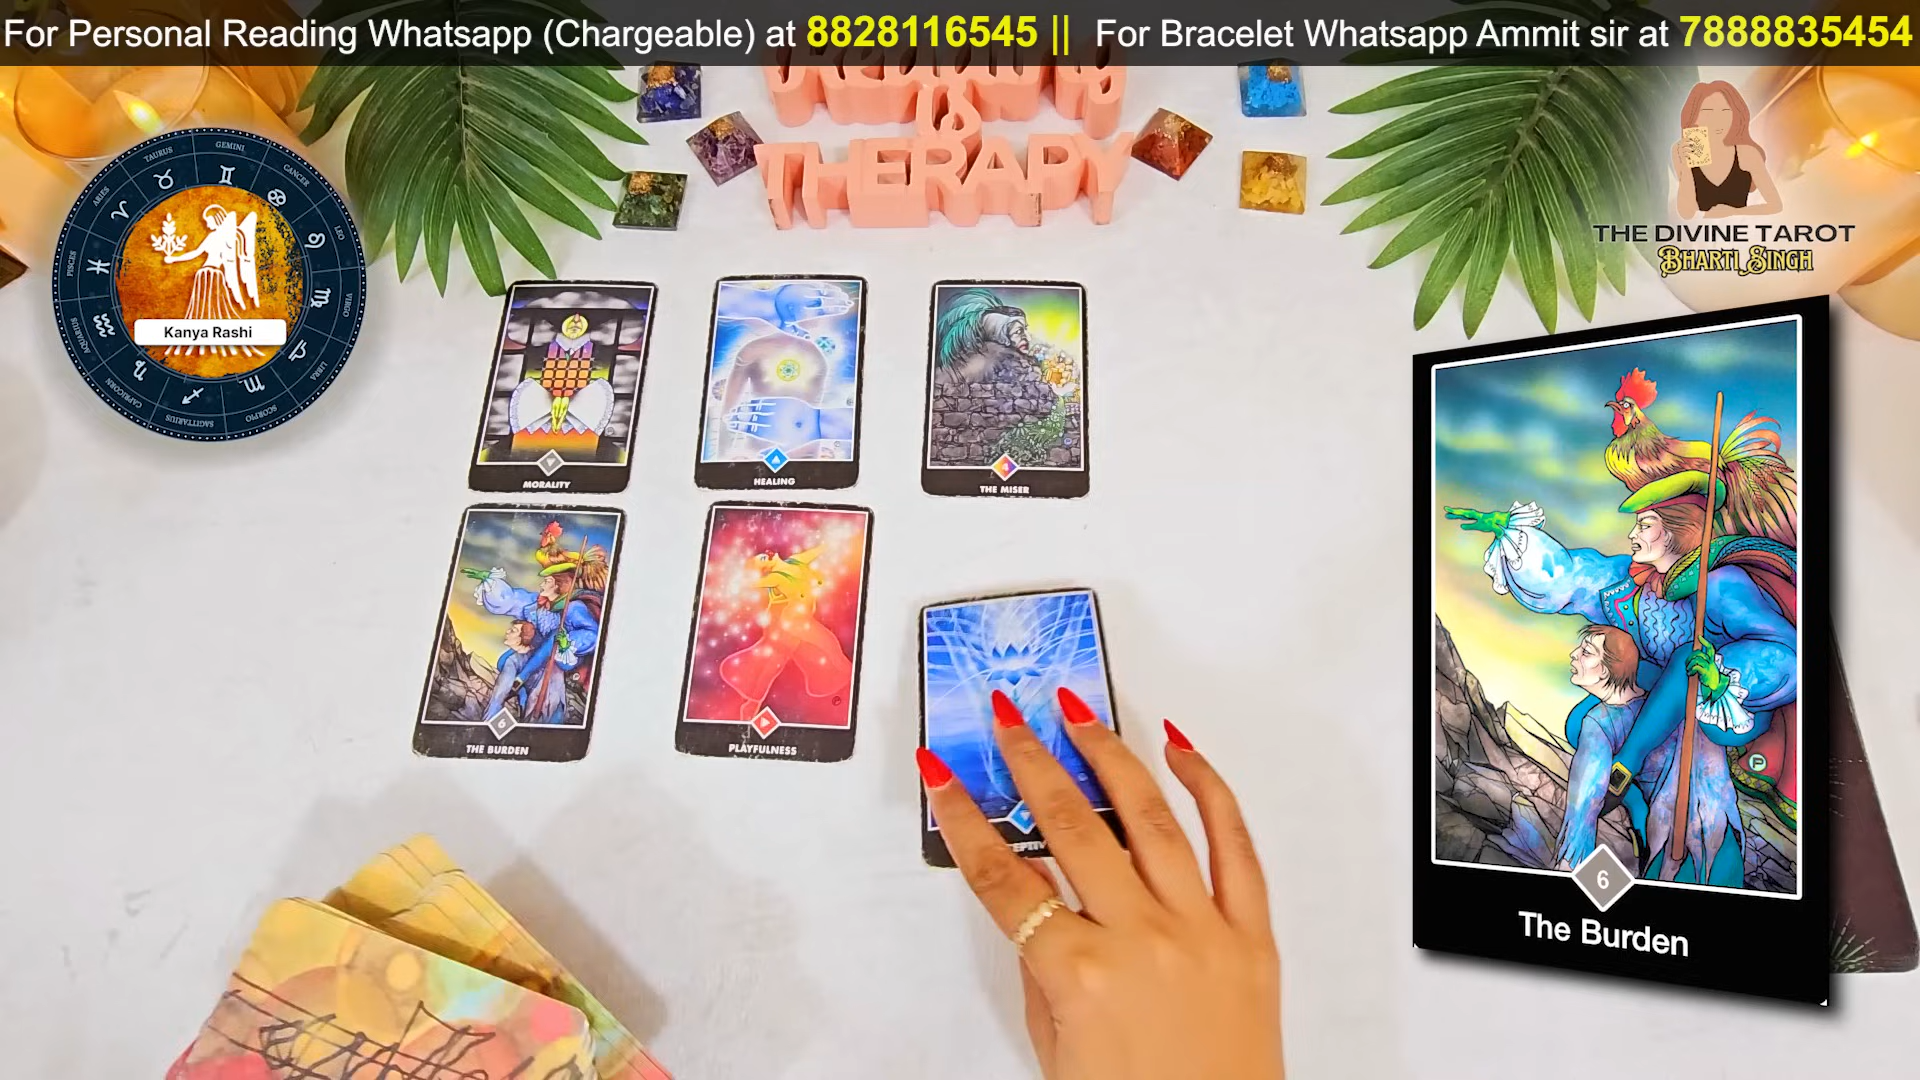 For Personal Reading Whatsapp (Chargeable) at 8828116545 || For Bracelet Whatsapp Ammit sir at 7888835454
IS
THERAPY
THE DIVINE TAROT
BHARTI SINGH
GEMINI
CANCER
LEO
VIRGO
LIBRA
SCORPIO
SAGITTARIUS
CAPRICORN
AQUARIUS
PISCES
ARIES
TAURUS
Kanya Rashi
MORALITY
HEALING
THE MISER
6
THE BURDEN
PLAYFULNESS
6
The Burden